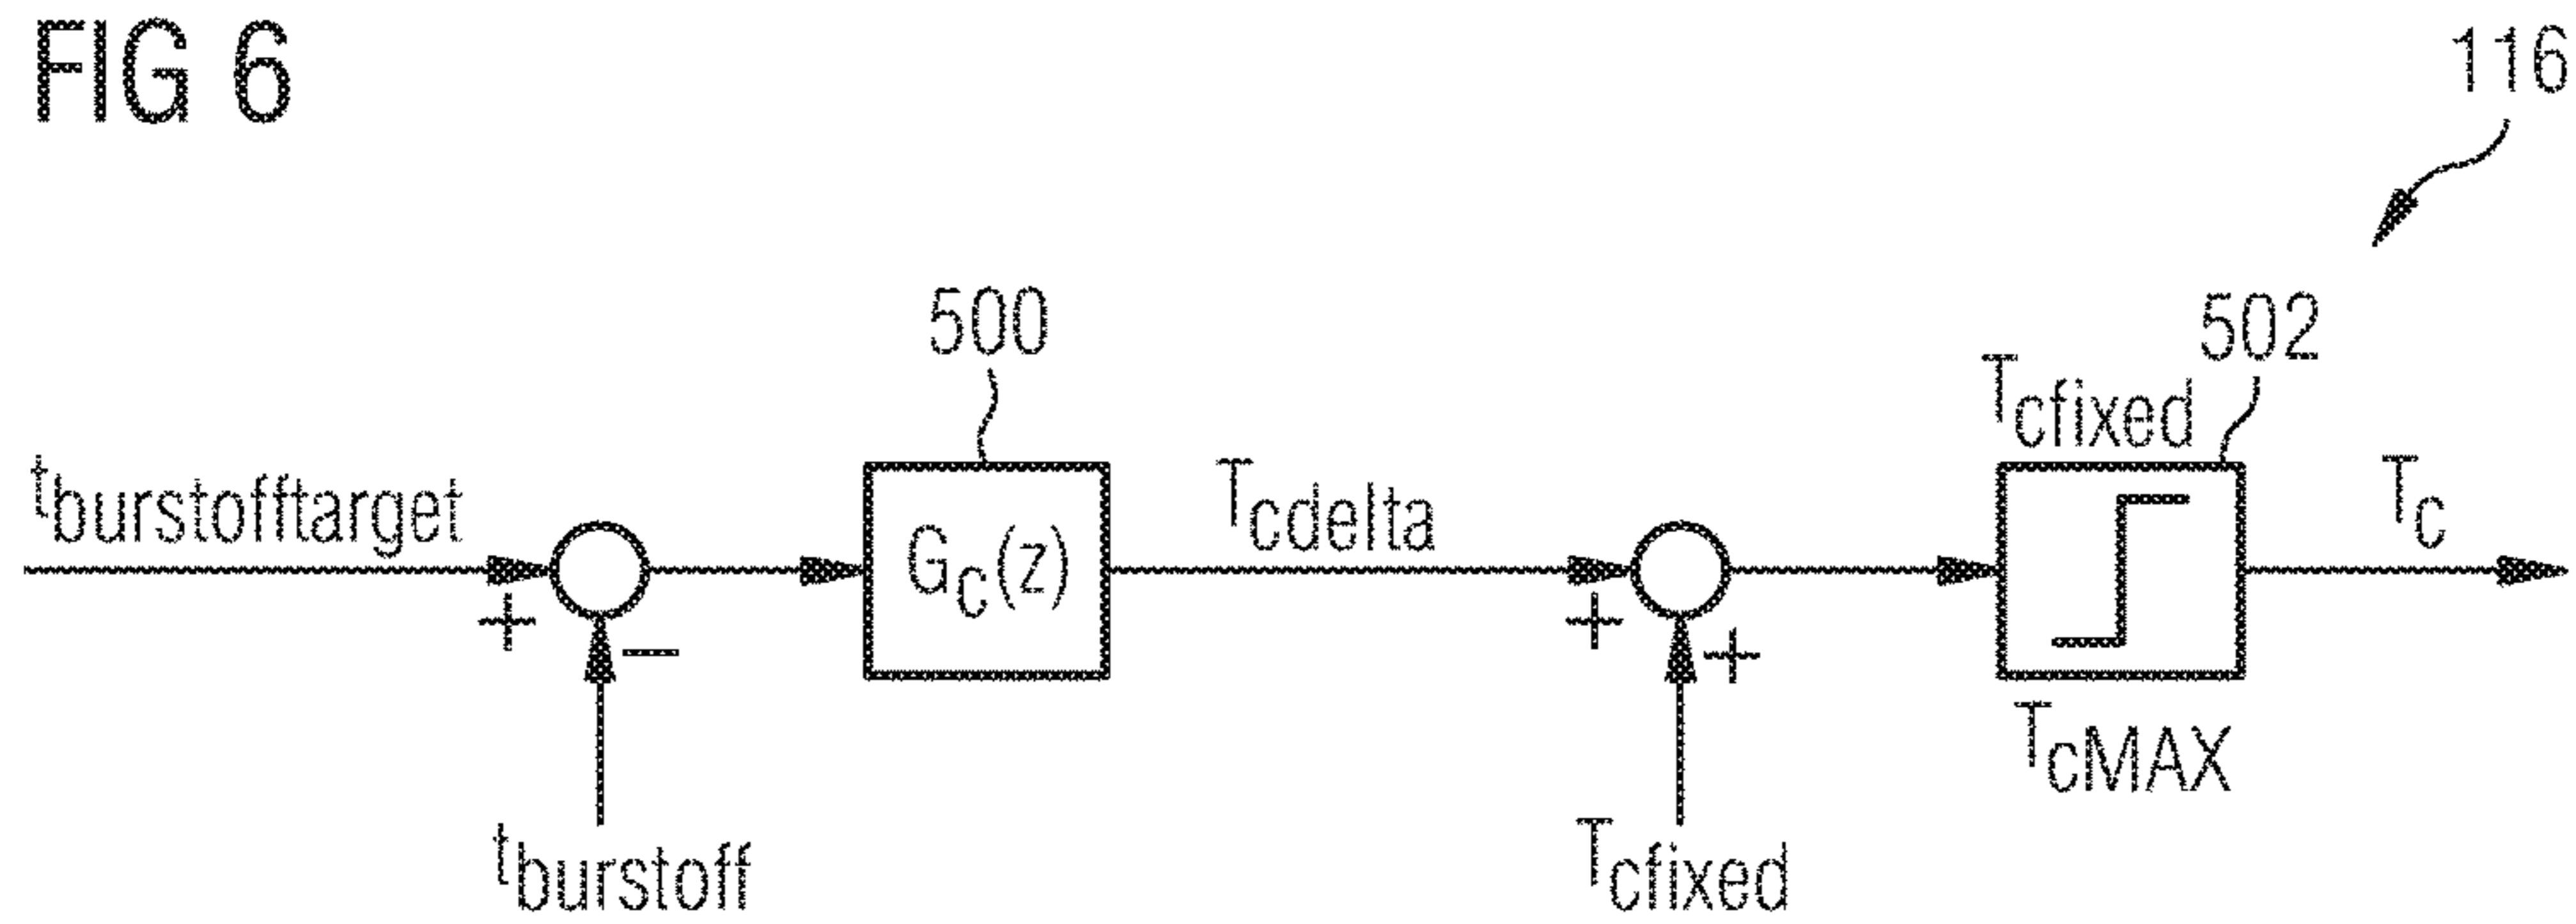 FIG 6
116
500
502
Tcfixed
tburstofftarget
Gc(z)
Tcdelta
Tc
+
−
+
+
TcMAX
tburstoff
Tcfixed